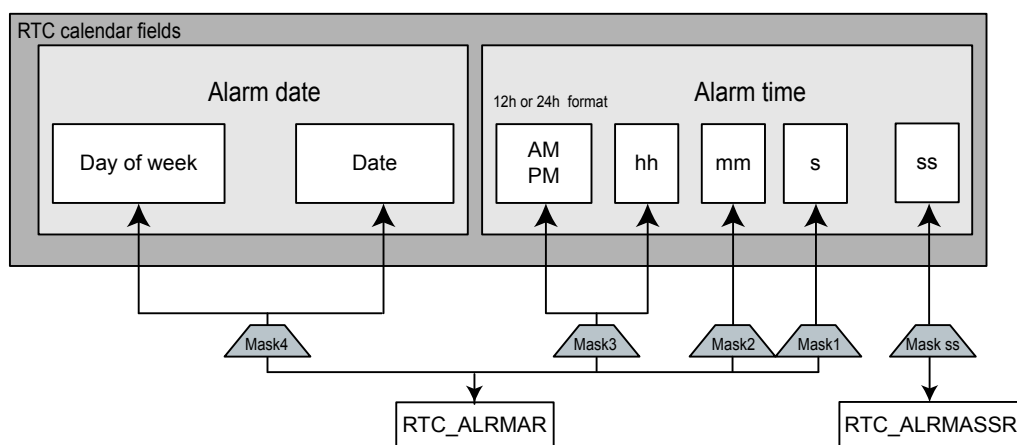 RTC calendar fields
Alarm date
Alarm time
12h or 24h format
Day of week
Date
AM
PM
hh
mm
s
ss
Mask4
Mask3
Mask2
Mask1
Mask ss
RTC_ALRMAR
RTC_ALRMASSR